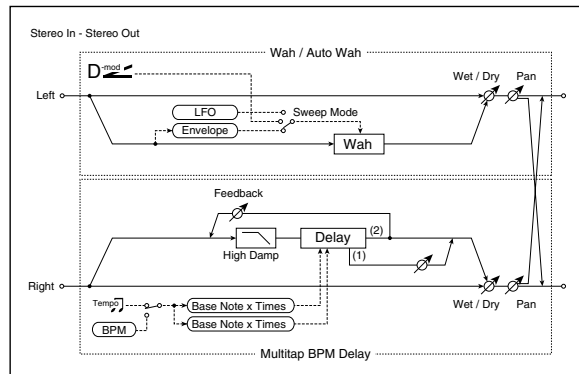 Stereo In - Stereo Out
Wah / Auto Wah
D-mod
Wet / Dry
Pan
Left
LFO
Sweep Mode
Envelope
Wah
Feedback
High Damp
Delay
(2)
(1)
Right
Tempo
BPM
Base Note x Times
Base Note x Times
Wet / Dry
Pan
Multitap BPM Delay